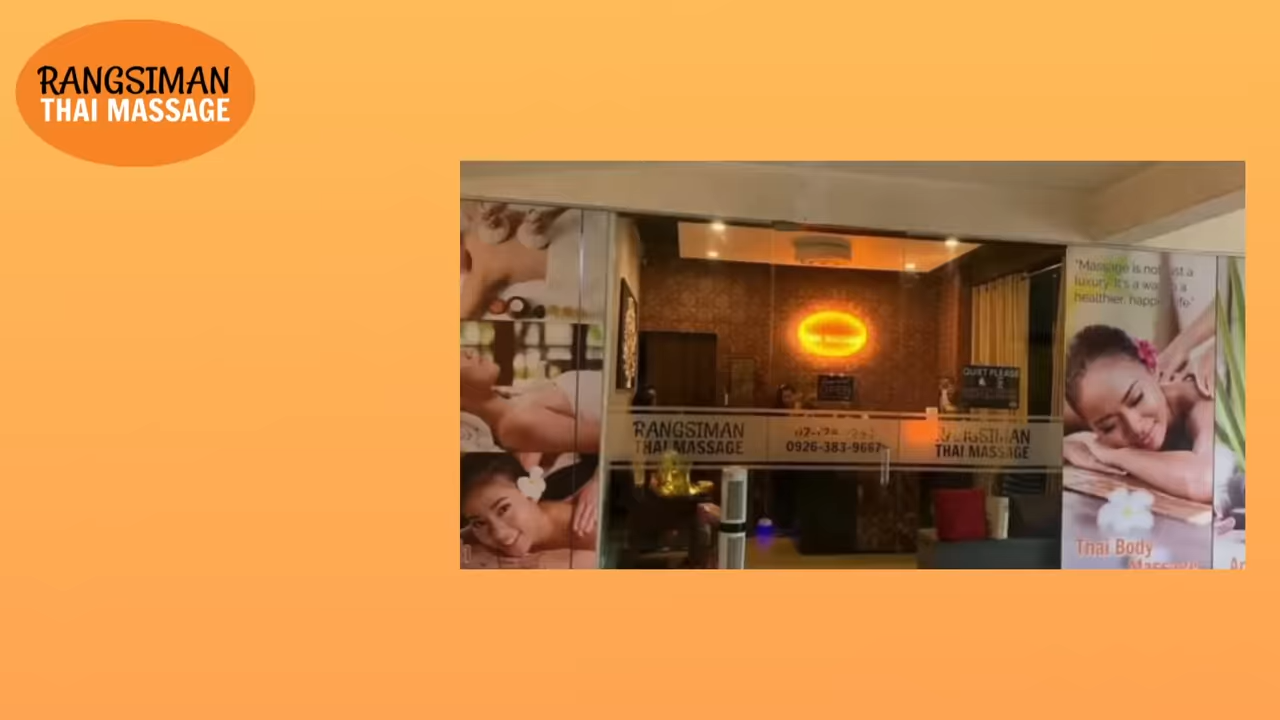 RANGSIMAN
THAI MASSAGE
"Massage is not just a
luxury. It's a way to a
healthier, happier life."
QUIET PLEASE
RANGSIMAN
THAI MASSAGE
0926-383-9667
RANGSIMAN
THAI MASSAGE
Thai Body
Massage